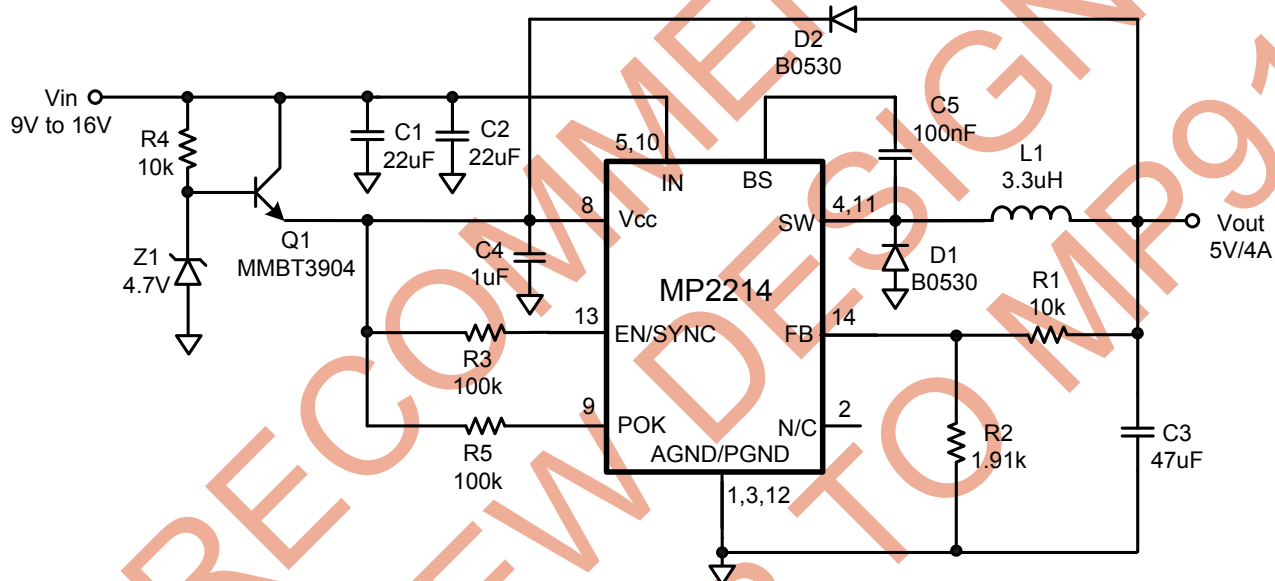 D2
B0530
Vin
9V to 16V
R4
10k
C1
22uF
C2
22uF
5,10
IN
BS
C5
100nF
L1
3.3uH
8
Vcc
SW
4,11
Vout
5V/4A
Q1
MMBT3904
Z1
4.7V
C4
1uF
D1
B0530
MP2214
R1
10k
13
EN/SYNC
FB
14
R3
100k
9
POK
N/C
2
R5
100k
AGND/PGND
R2
1.91k
C3
47uF
1,3,12